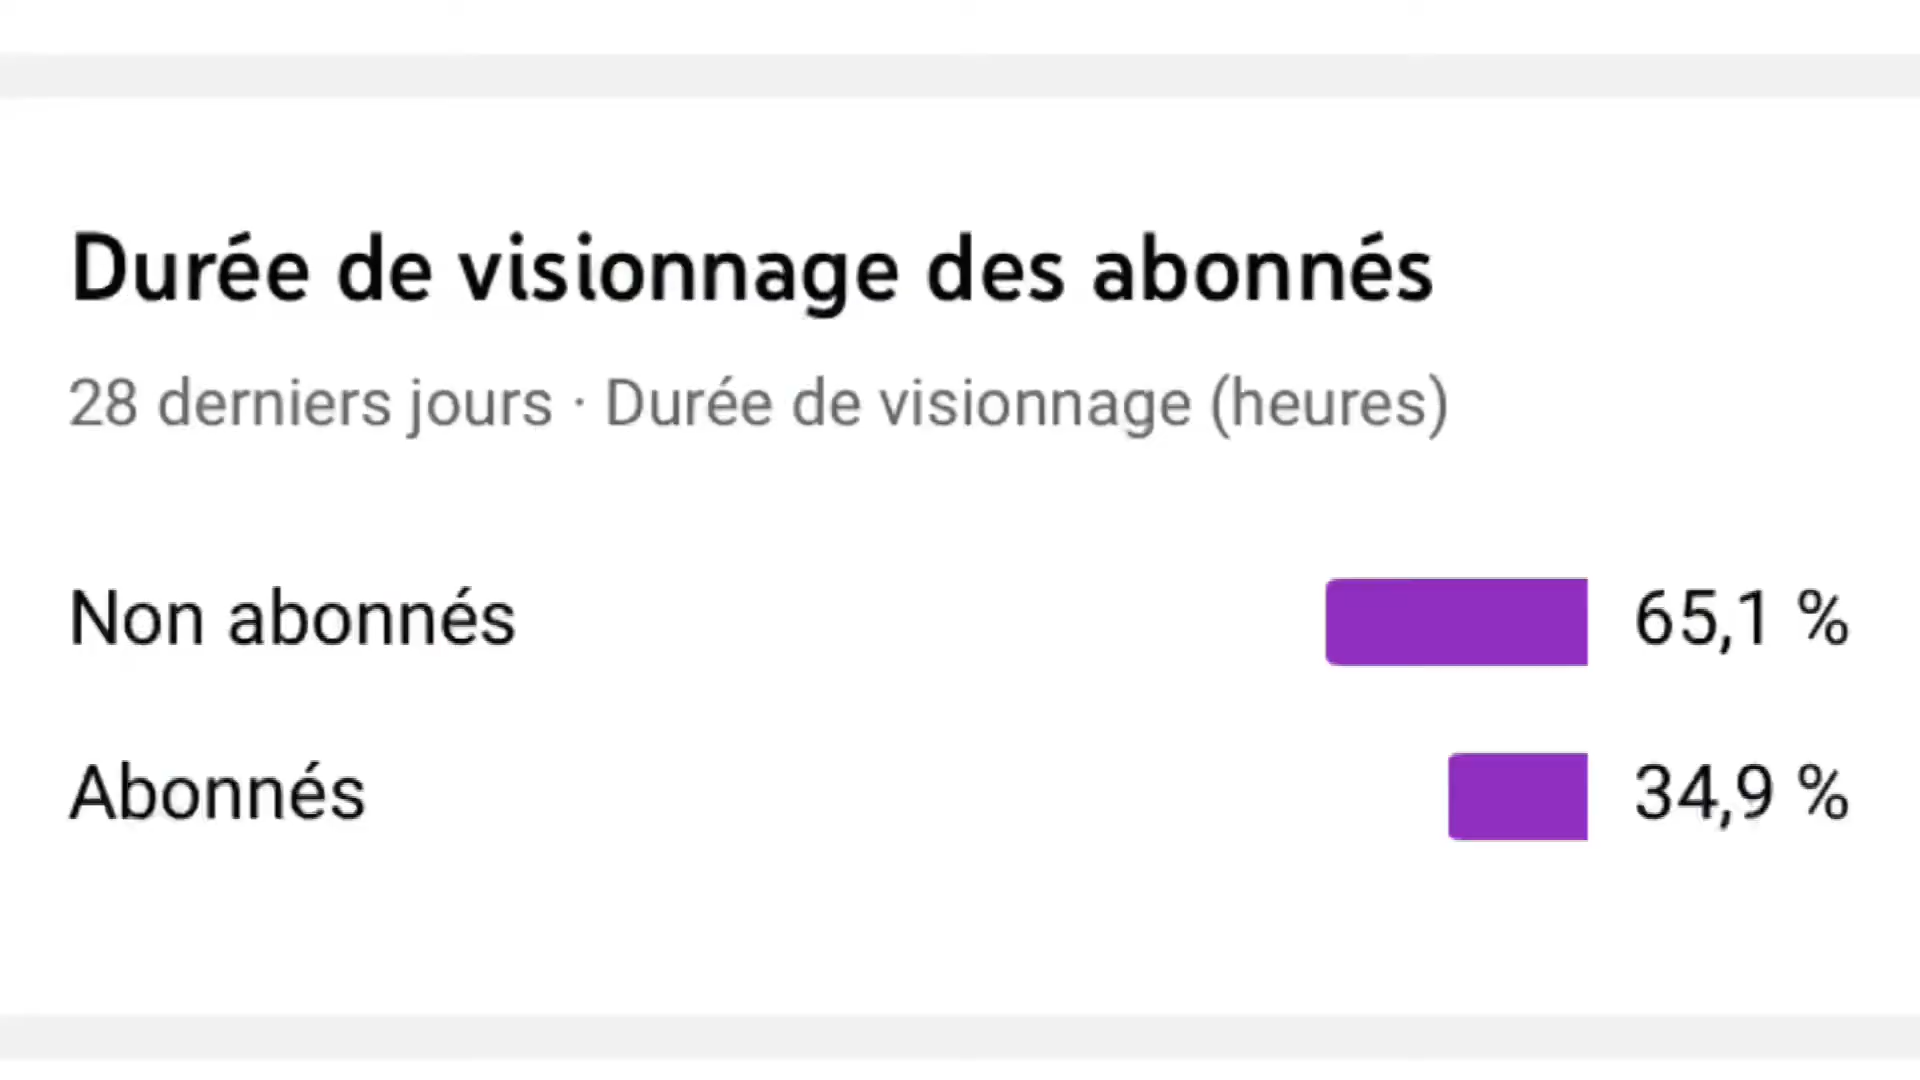 Durée de visionnage des abonnés
28 derniers jours · Durée de visionnage (heures)
Non abonnés 65,1 %
Abonnés 34,9 %